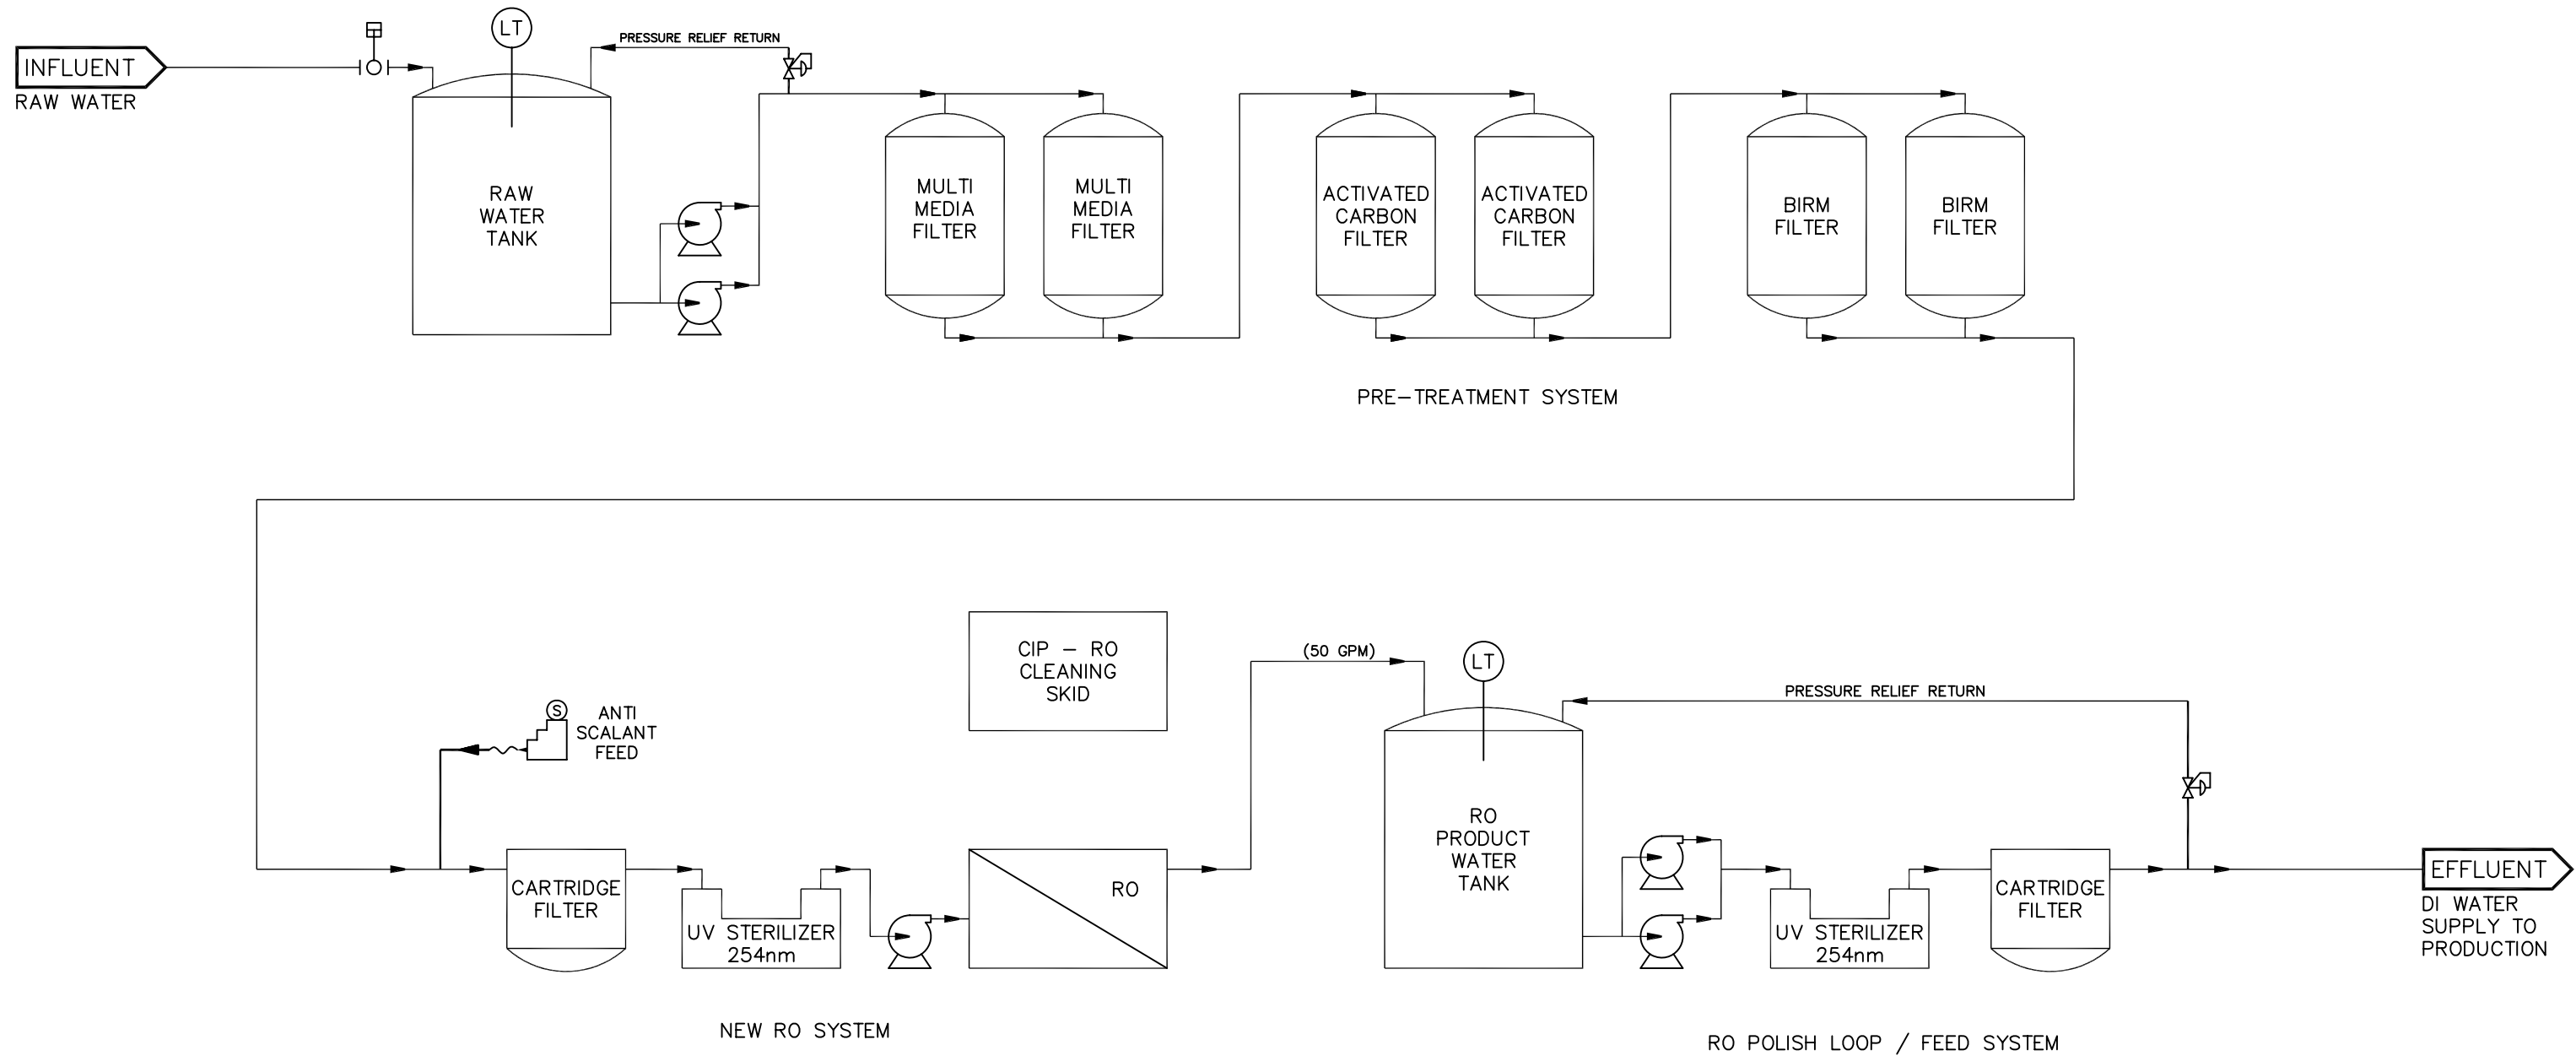 LT
PRESSURE RELIEF RETURN
INFLUENT
RAW WATER
RAW
WATER
TANK
MULTI
MEDIA
FILTER
MULTI
MEDIA
FILTER
ACTIVATED
CARBON
FILTER
ACTIVATED
CARBON
FILTER
BIRM
FILTER
BIRM
FILTER
PRE-TREATMENT SYSTEM
CIP - RO
CLEANING
SKID
(50 GPM)
LT
PRESSURE RELIEF RETURN
S
ANTI
SCALANT
FEED
CARTRIDGE
FILTER
UV STERILIZER
254nm
RO
RO
PRODUCT
WATER
TANK
UV STERILIZER
254nm
CARTRIDGE
FILTER
EFFLUENT
DI WATER
SUPPLY TO
PRODUCTION
NEW RO SYSTEM
RO POLISH LOOP / FEED SYSTEM